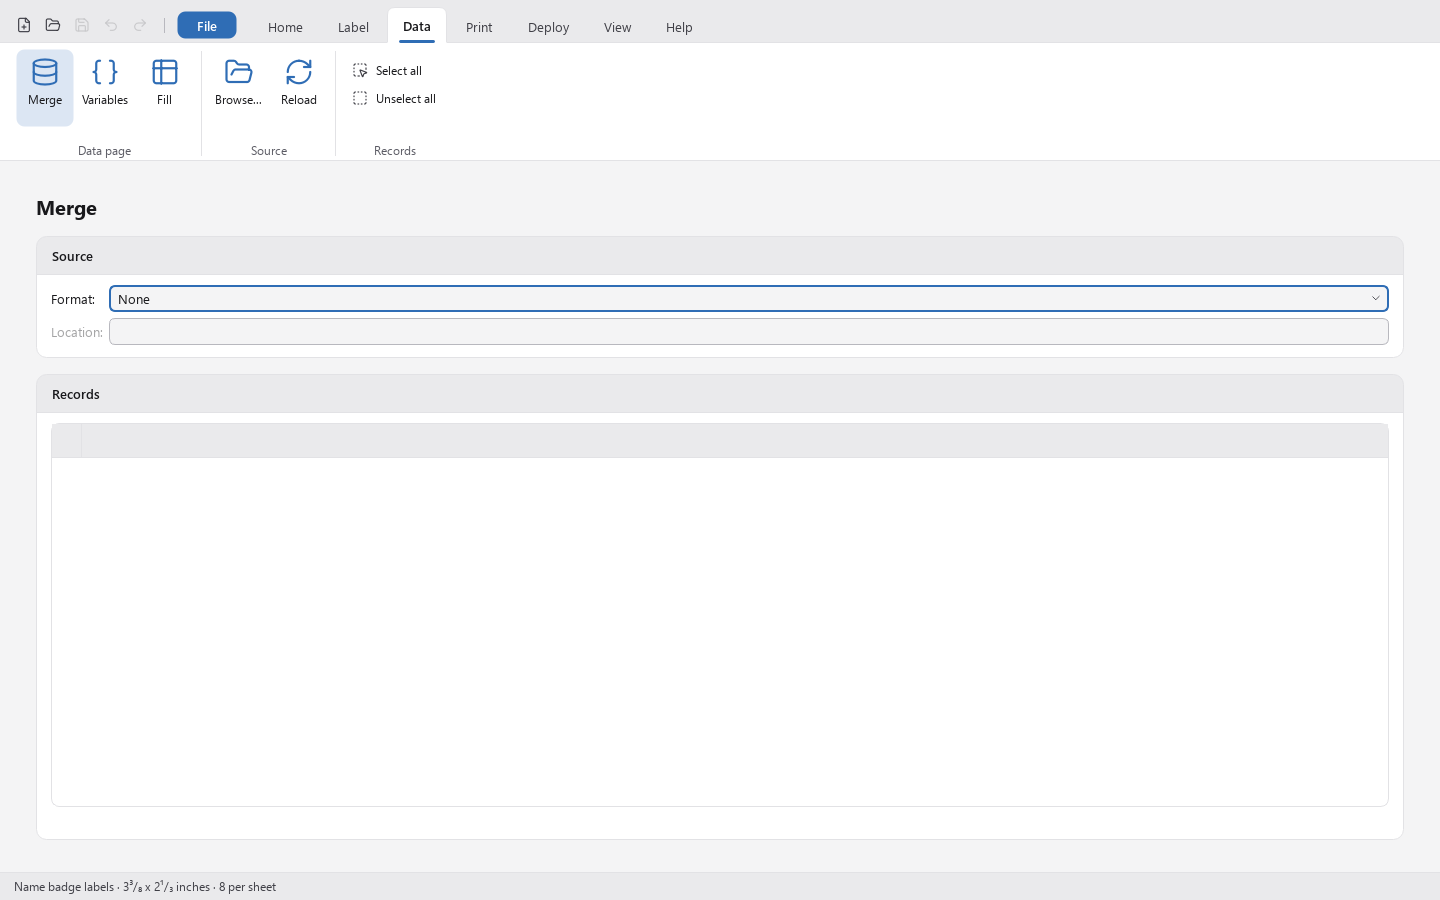 File
Home
Label
Data
Print
Deploy
View
Help
Merge
Variables
Fill
Browse...
Reload
Select all
Unselect all
Data page
Source
Records
Merge
Source
Format:
None
Location:
Records
Name badge labels · 3³/₈ x 2¹/₃ inches · 8 per sheet